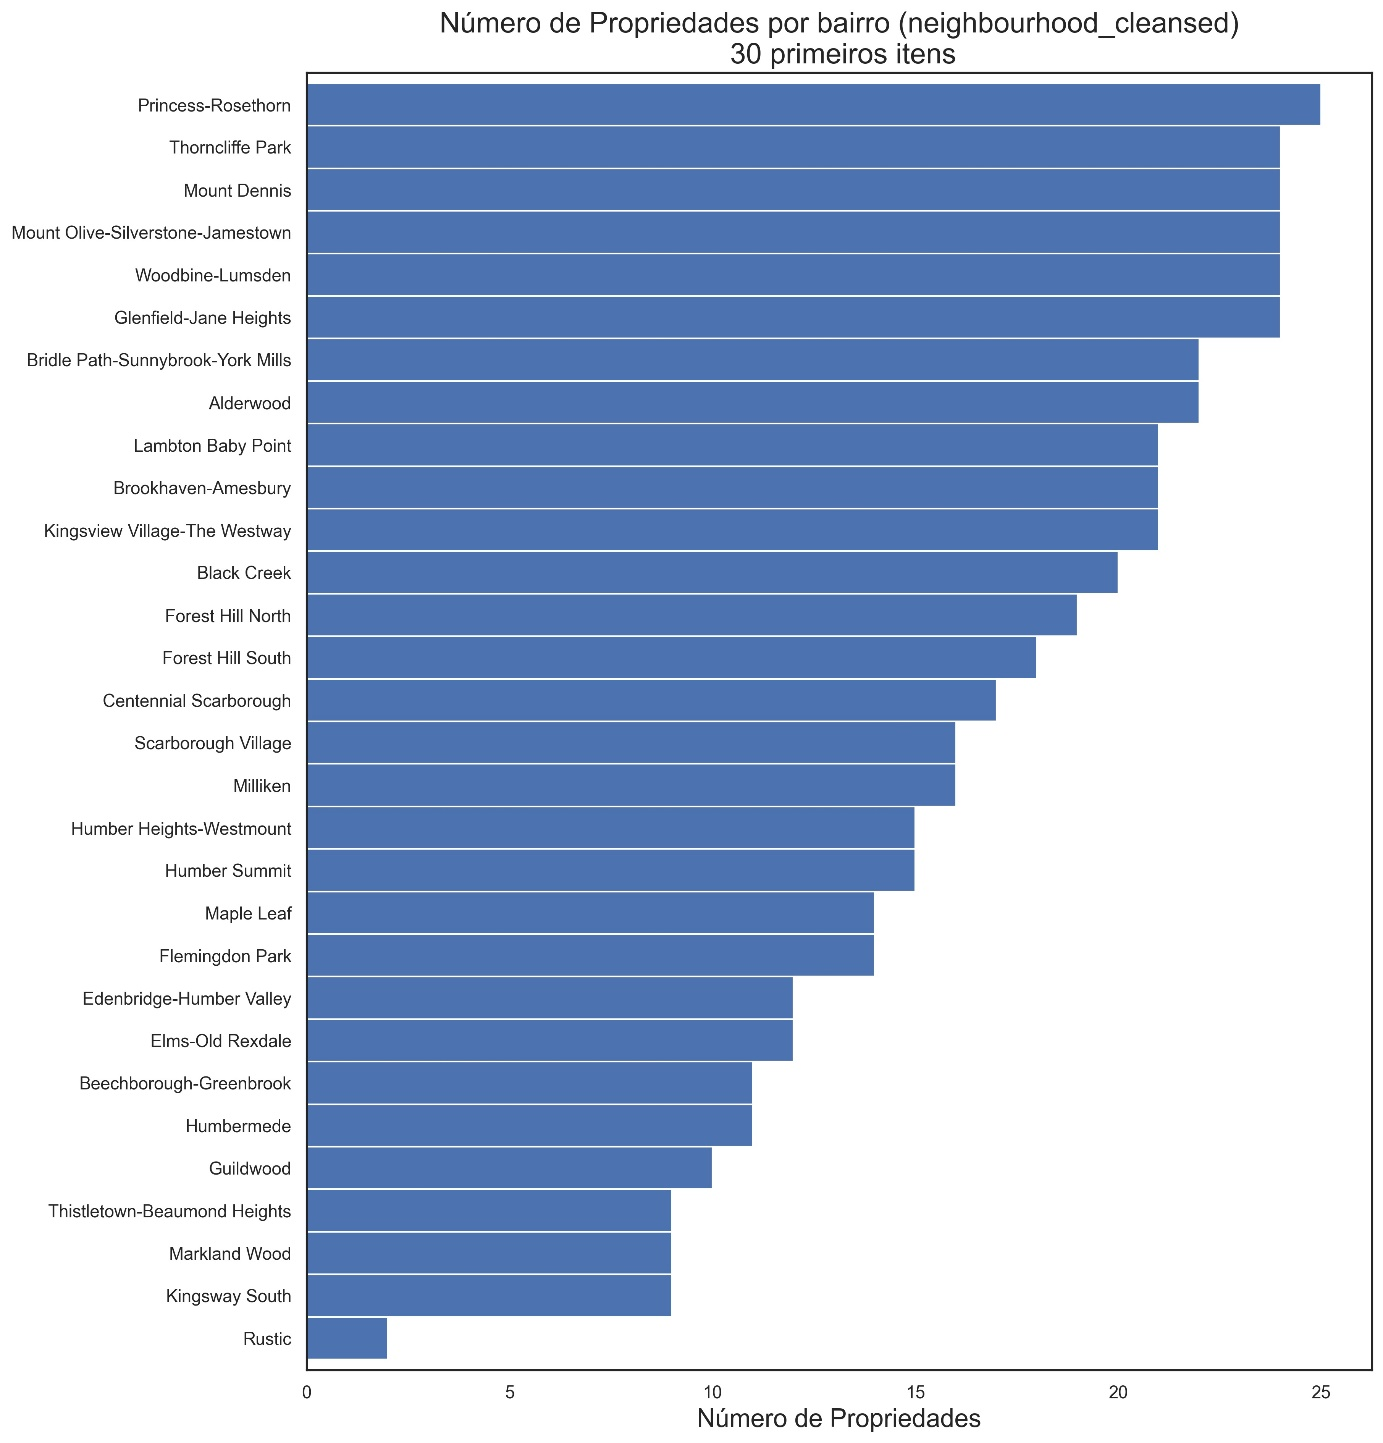 Número de Propriedades por bairro (neighbourhood_cleansed)
30 primeiros itens
Princess-Rosethorn
Thorncliffe Park
Mount Dennis
Mount Olive-Silverstone-Jamestown
Woodbine-Lumsden
Glenfield-Jane Heights
Bridle Path-Sunnybrook-York Mills
Alderwood
Lambton Baby Point
Brookhaven-Amesbury
Kingsview Village-The Westway
Black Creek
Forest Hill North
Forest Hill South
Centennial Scarborough
Scarborough Village
Milliken
Humber Heights-Westmount
Humber Summit
Maple Leaf
Flemingdon Park
Edenbridge-Humber Valley
Elms-Old Rexdale
Beechborough-Greenbrook
Humbermede
Guildwood
Thistletown-Beaumond Heights
Markland Wood
Kingsway South
Rustic
0 5 10 15 20 25
Número de Propriedades